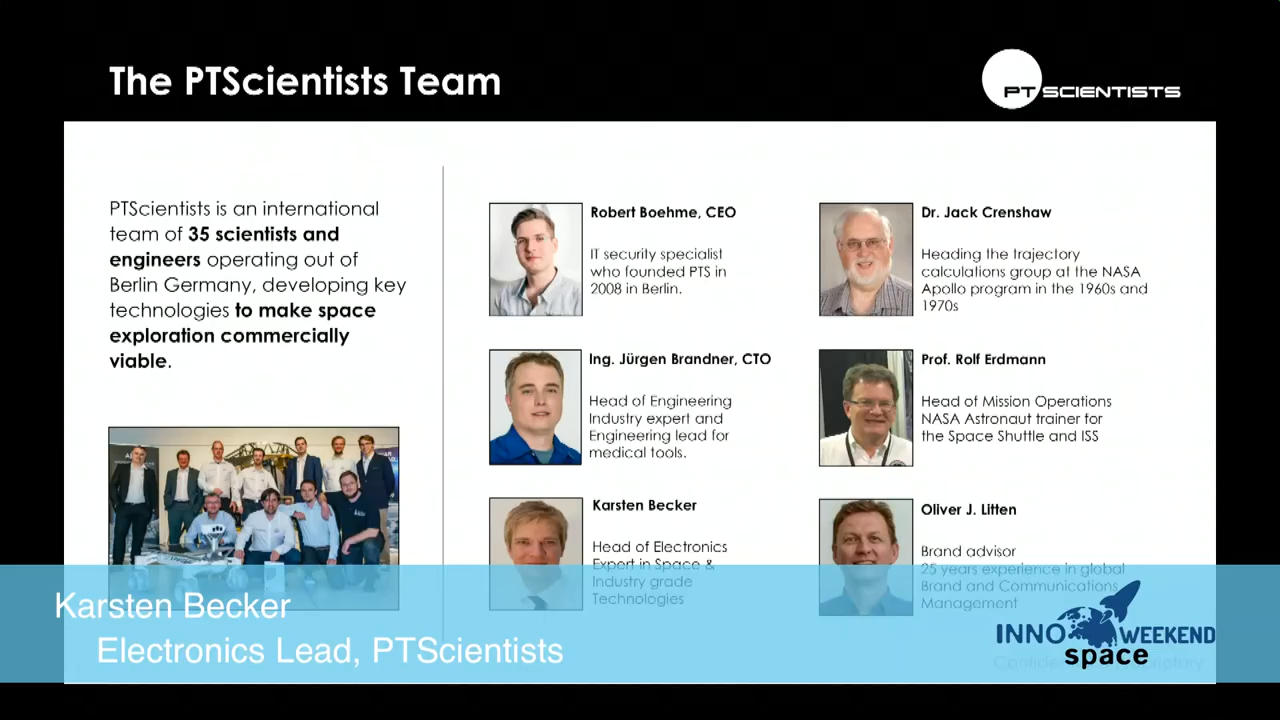 The PTScientists Team
PT SCIENTISTS
PTScientists is an international
team of 35 scientists and
engineers operating out of
Berlin Germany, developing key
technologies to make space
exploration commercially
viable.
Robert Boehme, CEO
IT security specialist
who founded PTS in
2008 in Berlin.
Dr. Jack Crenshaw
Heading the trajectory
calculations group at the NASA
Apollo program in the 1960s and
1970s
Ing. Jürgen Brandner, CTO
Head of Engineering
Industry expert and
Engineering lead for
medical tools.
Prof. Rolf Erdmann
Head of Mission Operations
NASA Astronaut trainer for
the Space Shuttle and ISS
Karsten Becker
Head of Electronics
Expert in Space &
Industry grade
Technologies
Oliver J. Litten
Brand advisor
25 years experience in global
Brand and Communications
Management
Karsten Becker
Electronics Lead, PTScientists
INNO WEEKEND
space